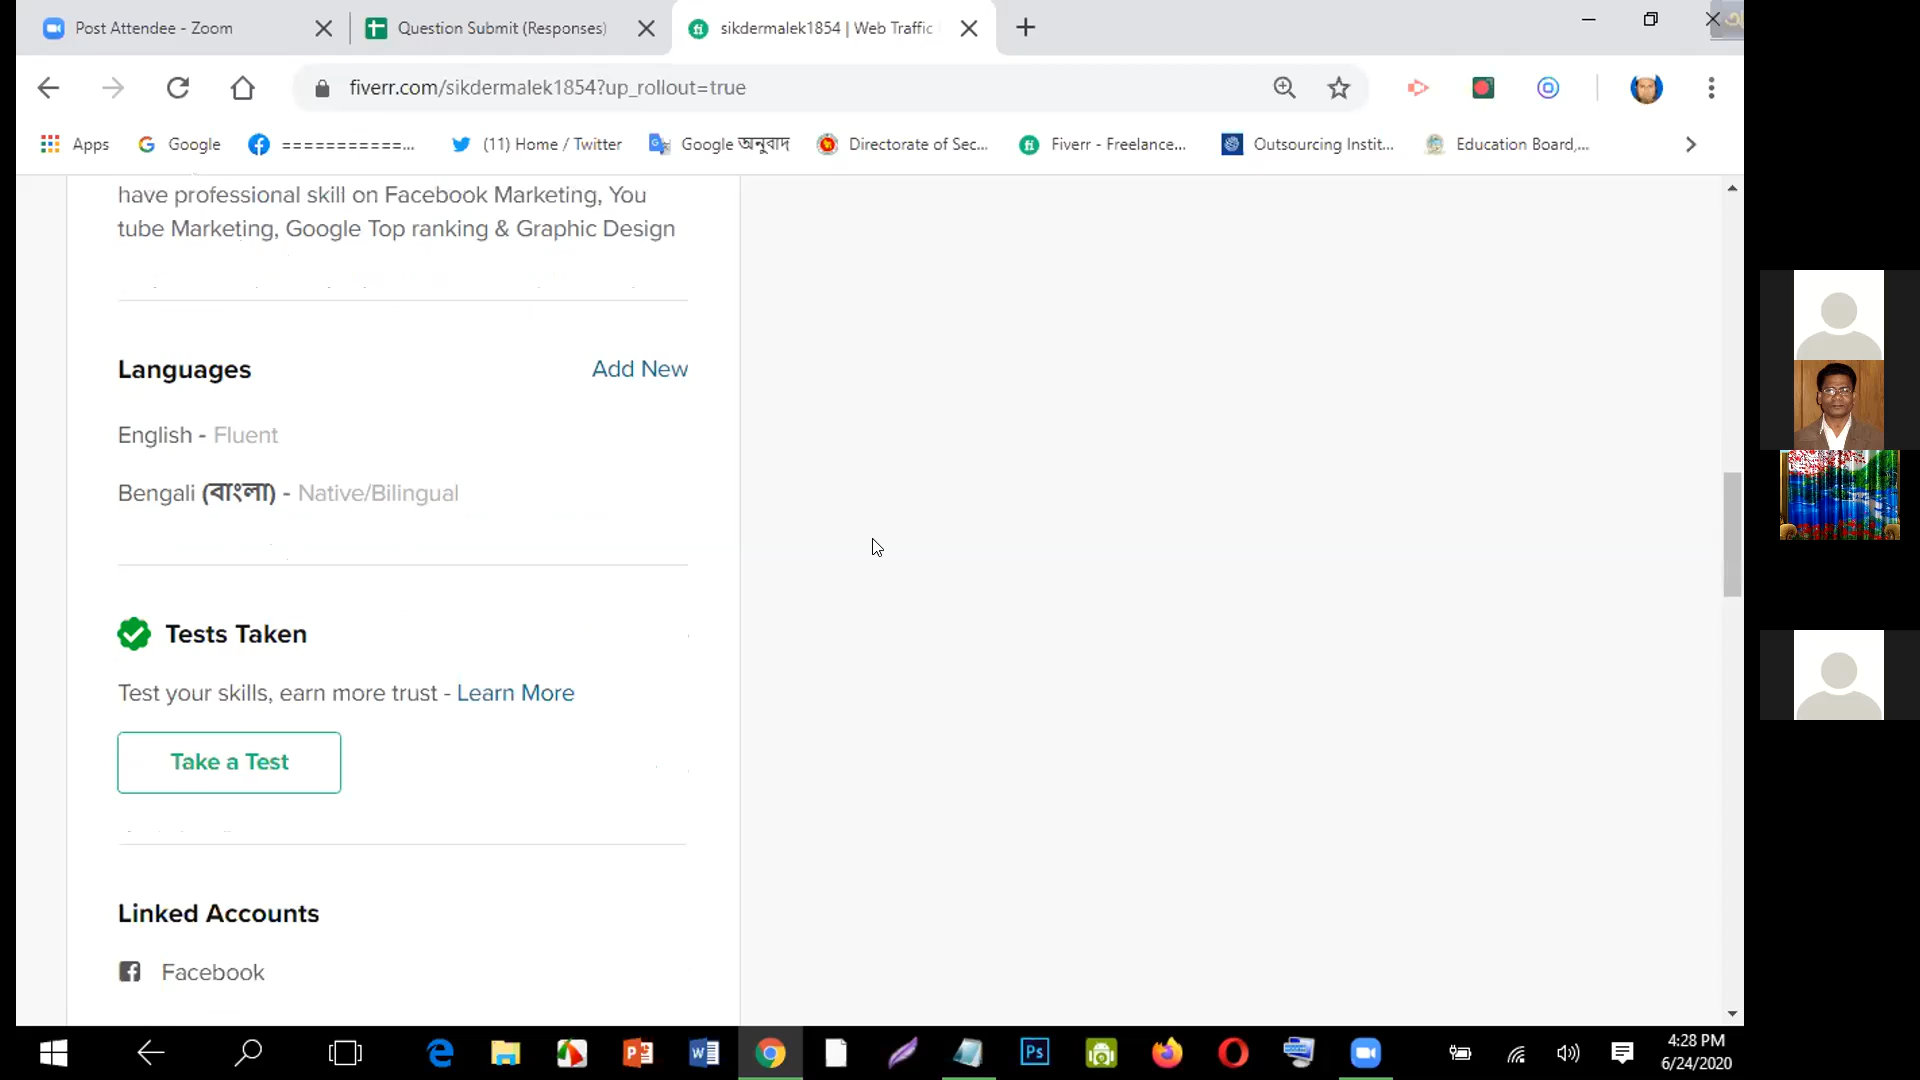 Post Attendee - Zoom
Question Submit (Responses)
sikdermalek1854 | Web Traffic
fiverr.com/sikdermalek1854?up_rollout=true
Apps
Google
============...
(11) Home / Twitter
Google অনুবাদ
Directorate of Sec...
Fiverr - Freelance...
Outsourcing Instit...
Education Board,...
have professional skill on Facebook Marketing, You
tube Marketing, Google Top ranking & Graphic Design
Languages
Add New
English - Fluent
Bengali (বাংলা) - Native/Bilingual
Tests Taken
Test your skills, earn more trust - Learn More
Take a Test
Linked Accounts
Facebook
4:28 PM
6/24/2020